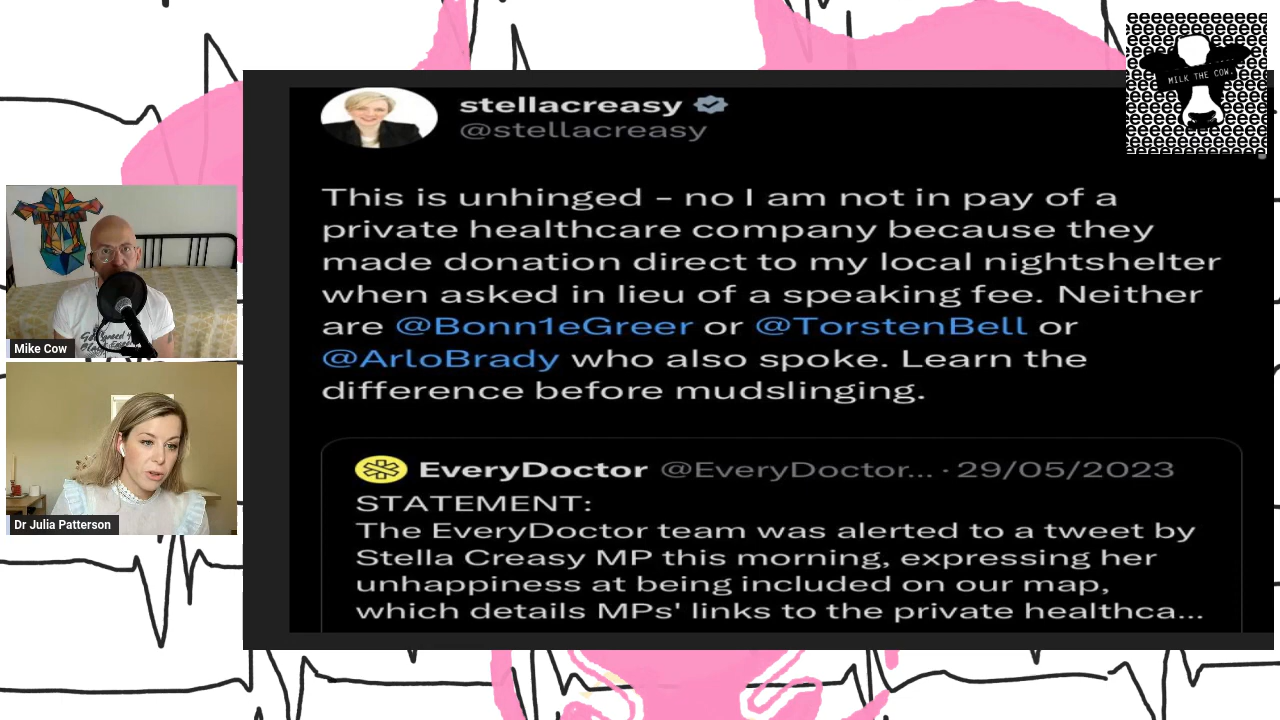 stellacreasy
@stellacreasy
This is unhinged – no I am not in pay of a
private healthcare company because they
made donation direct to my local nightshelter
when asked in lieu of a speaking fee. Neither
are @Bonn1eGreer or @TorstenBell or
@ArloBrady who also spoke. Learn the
difference before mudslinging.
EveryDoctor @EveryDoctor... · 29/05/2023
STATEMENT:
The EveryDoctor team was alerted to a tweet by
Stella Creasy MP this morning, expressing her
unhappiness at being included on our map,
which details MPs' links to the private healthca...
MILK THE COW.
Mike Cow
Dr Julia Patterson